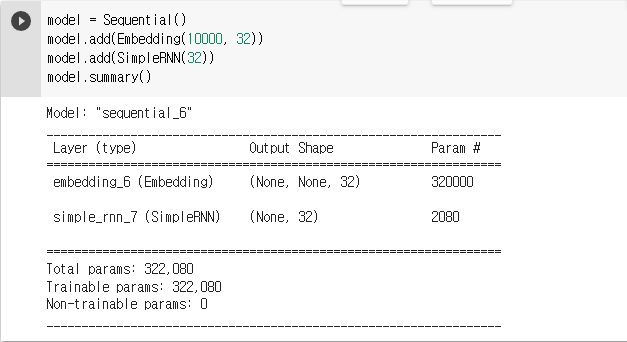 model = Sequential()
model.add(Embedding(10000, 32))
model.add(SimpleRNN(32))
model.summary()
Model: "sequential_6"
_________________________________________________________________
Layer (type) Output Shape Param #
=================================================================
embedding_6 (Embedding) (None, None, 32) 320000
simple_rnn_7 (SimpleRNN) (None, 32) 2080
=================================================================
Total params: 322,080
Trainable params: 322,080
Non-trainable params: 0
_________________________________________________________________